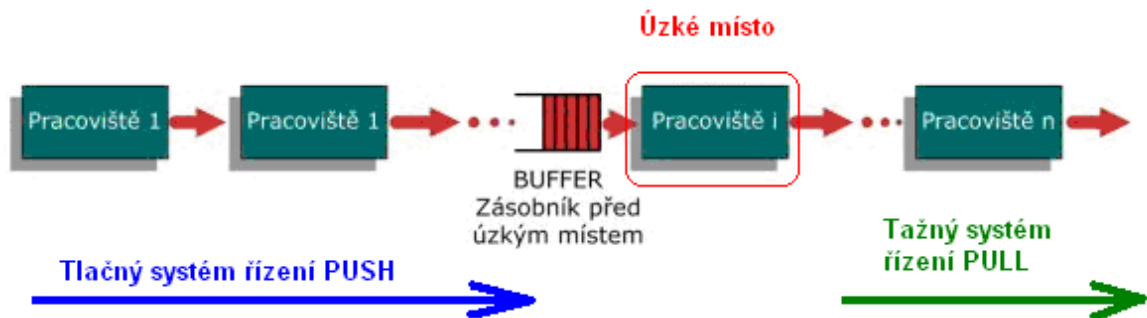 Úzké místo
Pracoviště 1
Pracoviště 1
Pracoviště i
Pracoviště n
BUFFER
Zásobník před
úzkým místem
Tlačný systém řízení PUSH
Tažný systém
řízení PULL